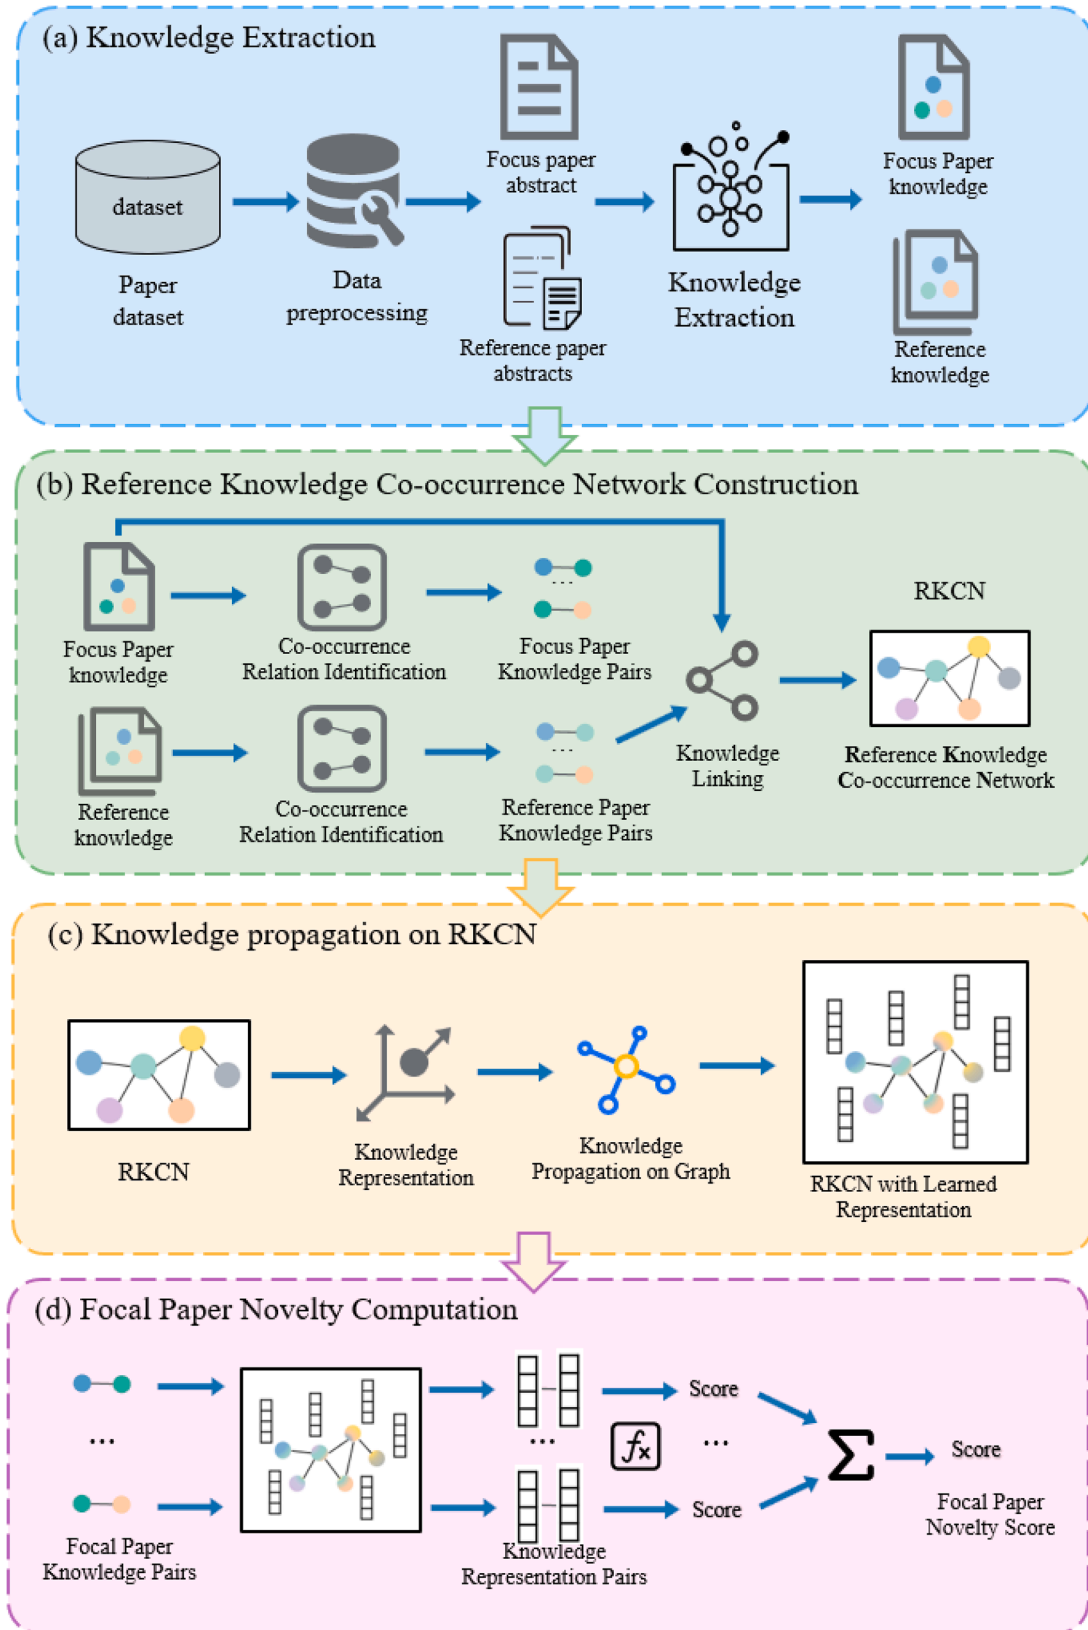 (a) Knowledge Extraction
dataset
Paper
dataset
Data
preprocessing
Focus paper
abstract
Reference paper
abstracts
Knowledge
Extraction
Focus Paper
knowledge
Reference
knowledge
(b) Reference Knowledge Co-occurrence Network Construction
Focus Paper
knowledge
Co-occurrence
Relation Identification
...
Focus Paper
Knowledge Pairs
Reference
knowledge
Co-occurrence
Relation Identification
...
Reference Paper
Knowledge Pairs
Knowledge
Linking
RKCN
Reference Knowledge
Co-occurrence Network
(c) Knowledge propagation on RKCN
RKCN
Knowledge
Representation
Knowledge
Propagation on Graph
RKCN with Learned
Representation
(d) Focal Paper Novelty Computation
...
Focal Paper
Knowledge Pairs
...
Knowledge
Representation Pairs
fx
Score
...
Score
Σ
Score
Focal Paper
Novelty Score